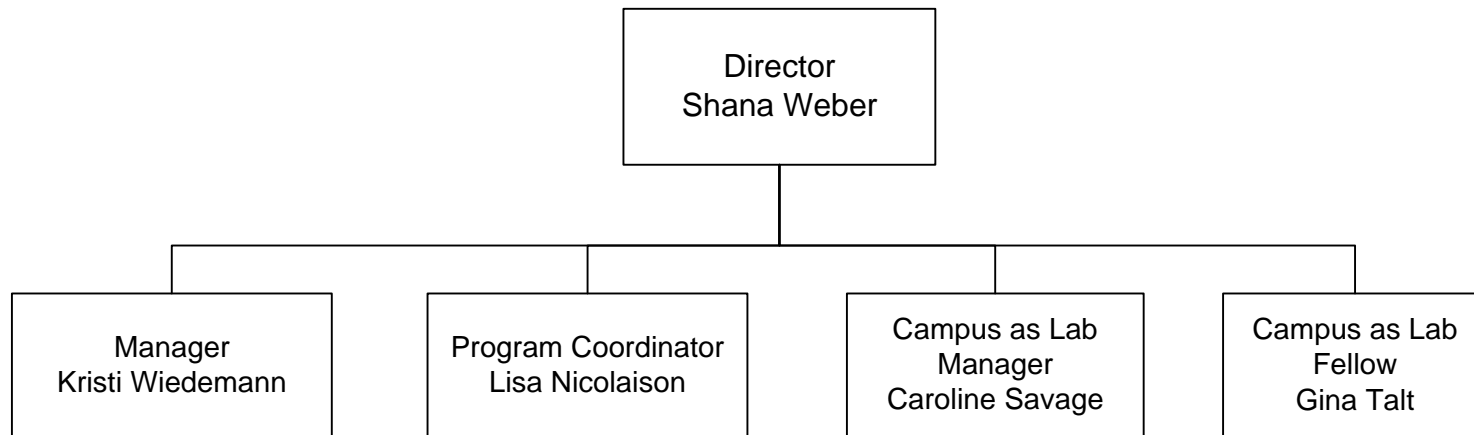 Director
Shana Weber
Manager
Kristi Wiedemann
Program Coordinator
Lisa Nicolaison
Campus as Lab
Manager
Caroline Savage
Campus as Lab
Fellow
Gina Talt